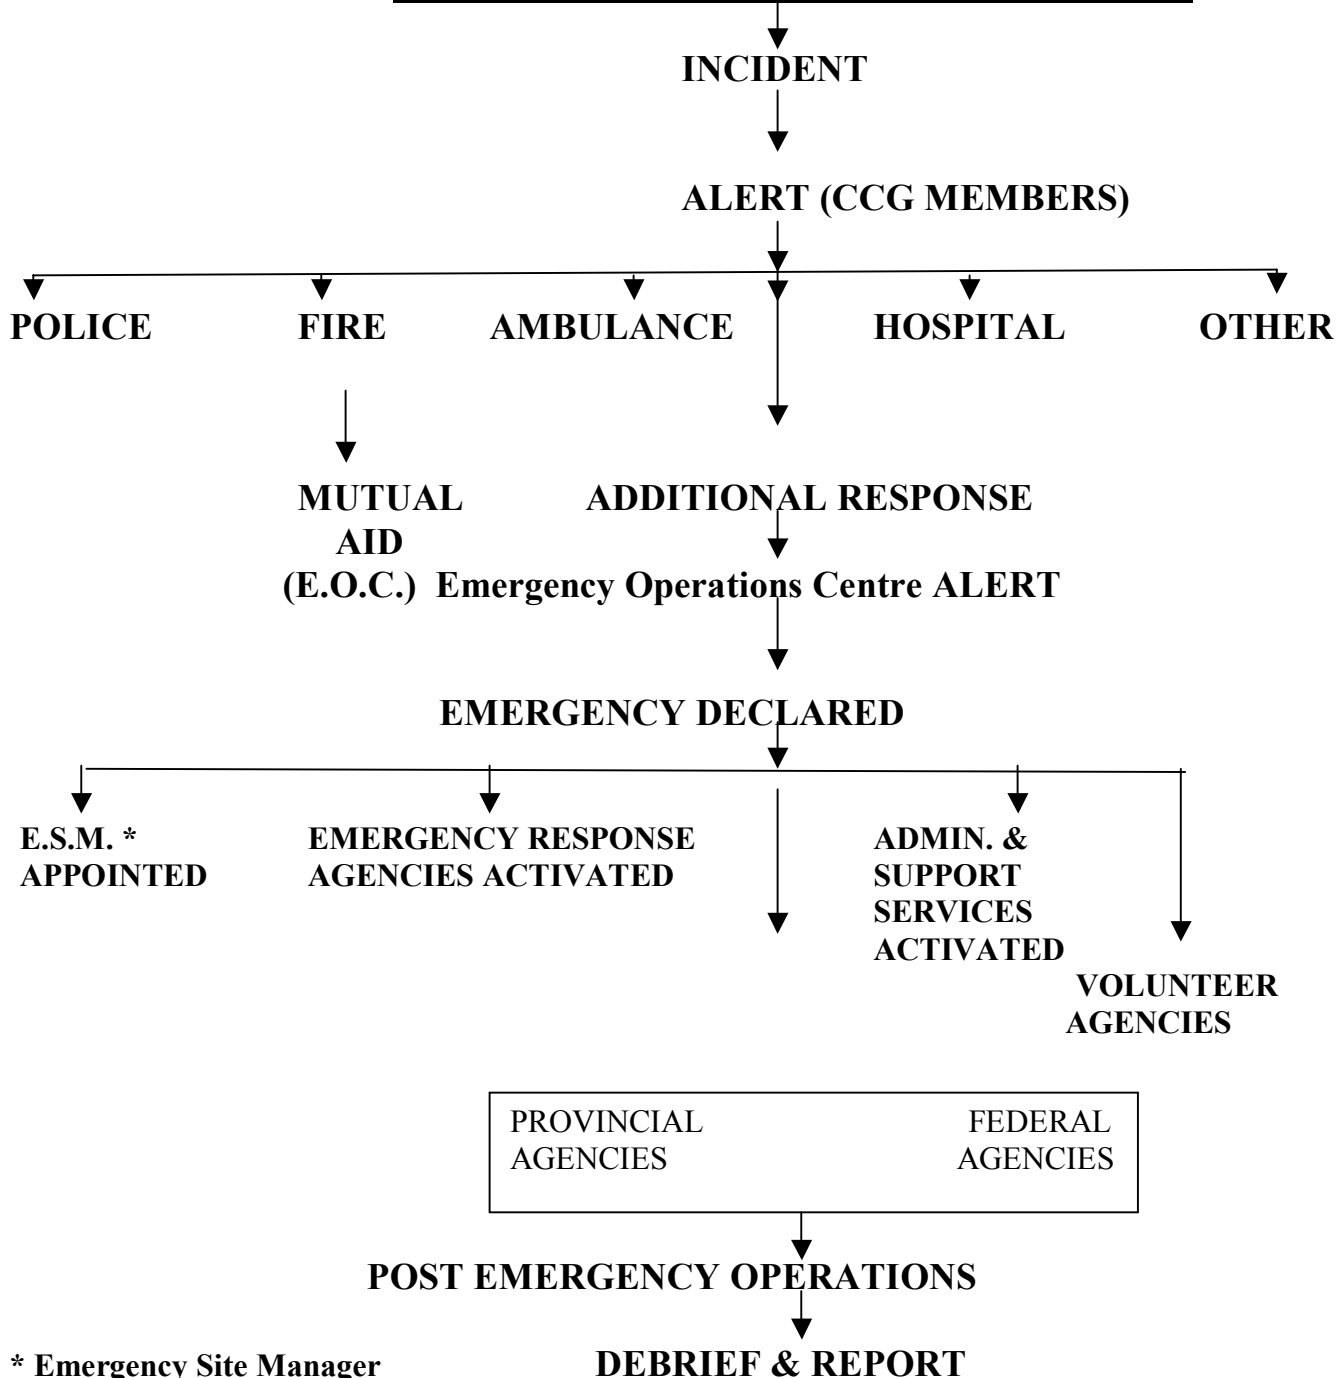 INCIDENT
ALERT (CCG MEMBERS)
POLICE FIRE AMBULANCE HOSPITAL OTHER
MUTUAL ADDITIONAL RESPONSE
AID
(E.O.C.) Emergency Operations Centre ALERT
EMERGENCY DECLARED
E.S.M. *
APPOINTED
EMERGENCY RESPONSE
AGENCIES ACTIVATED
ADMIN. &
SUPPORT
SERVICES
ACTIVATED
VOLUNTEER
AGENCIES
PROVINCIAL
AGENCIES
FEDERAL
AGENCIES
POST EMERGENCY OPERATIONS
* Emergency Site Manager DEBRIEF & REPORT